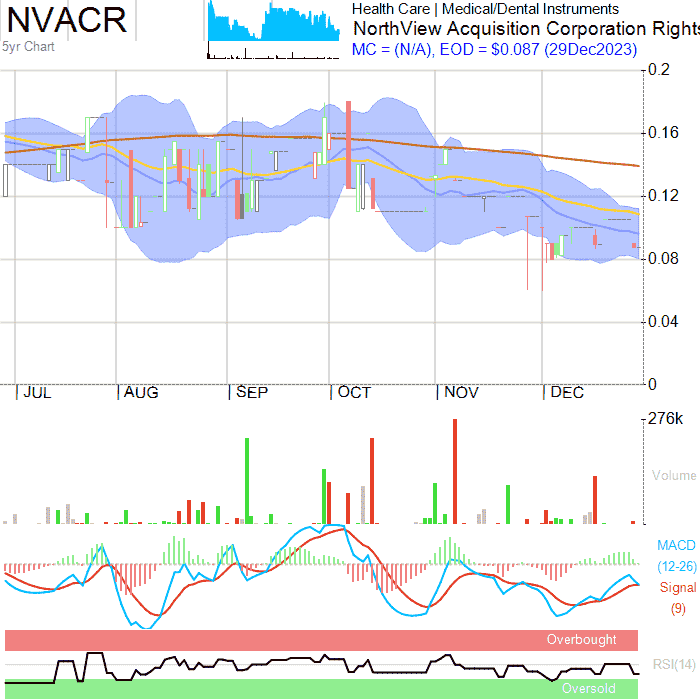 NVACR
5yr Chart
Health Care | Medical/Dental Instruments
NorthView Acquisition Corporation Rights
MC = (N/A), EOD = $0.087 (29Dec2023)
0.2
0.16
0.12
0.08
0.04
0
JUL AUG SEP OCT NOV DEC
276k
Volume
MACD
(12-26)
Signal
(9)
Overbought
RSI(14)
Oversold